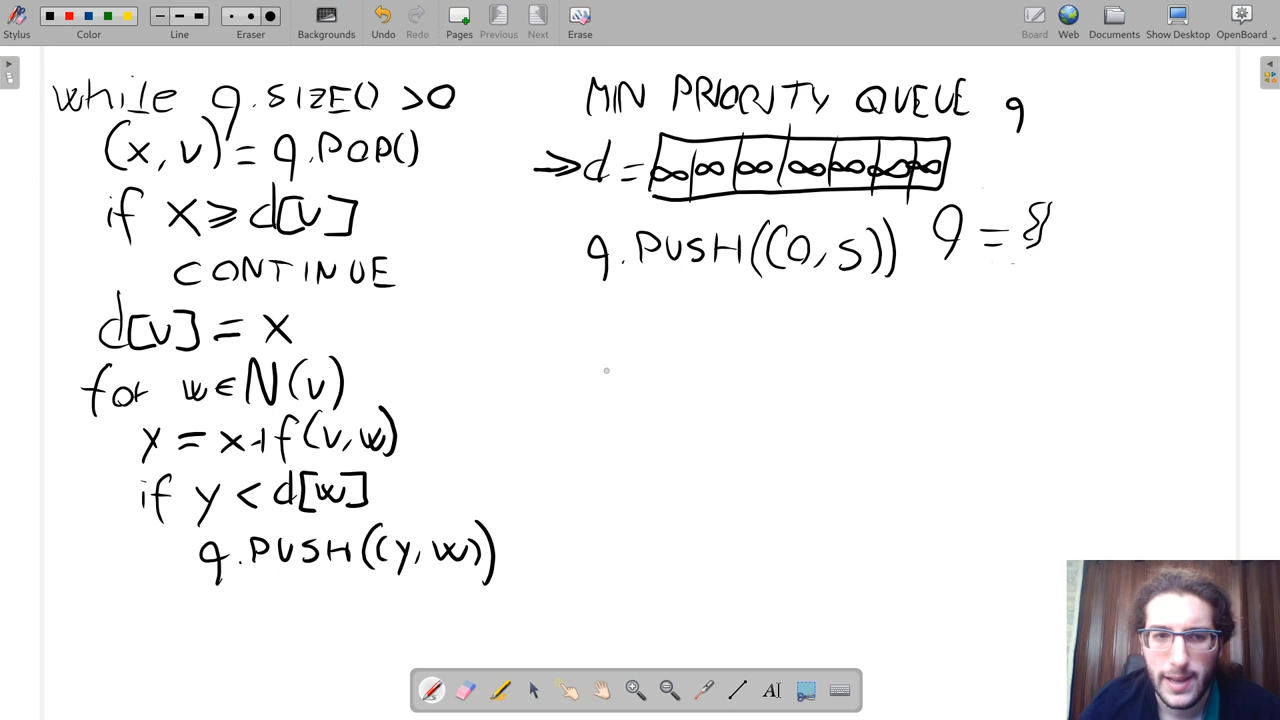 Stylus
Color
Line
Eraser
Backgrounds
Undo
Redo
Pages
Previous
Next
Erase
Board
Web
Documents
Show Desktop
OpenBoard
while q.SIZE() >0
(x, v) = q.POP()
if x ≥ d[v]
CONTINUE
d[v] = x
for w ∈ N(v)
y = x+f(v,w)
if y < d[w]
q.PUSH((y, w))
MIN PRIORITY QUEUE q
⇒ d = ∞ ∞ ∞ ∞ ∞ ∞ ∞
q.PUSH((0, s)) q = {}
AI